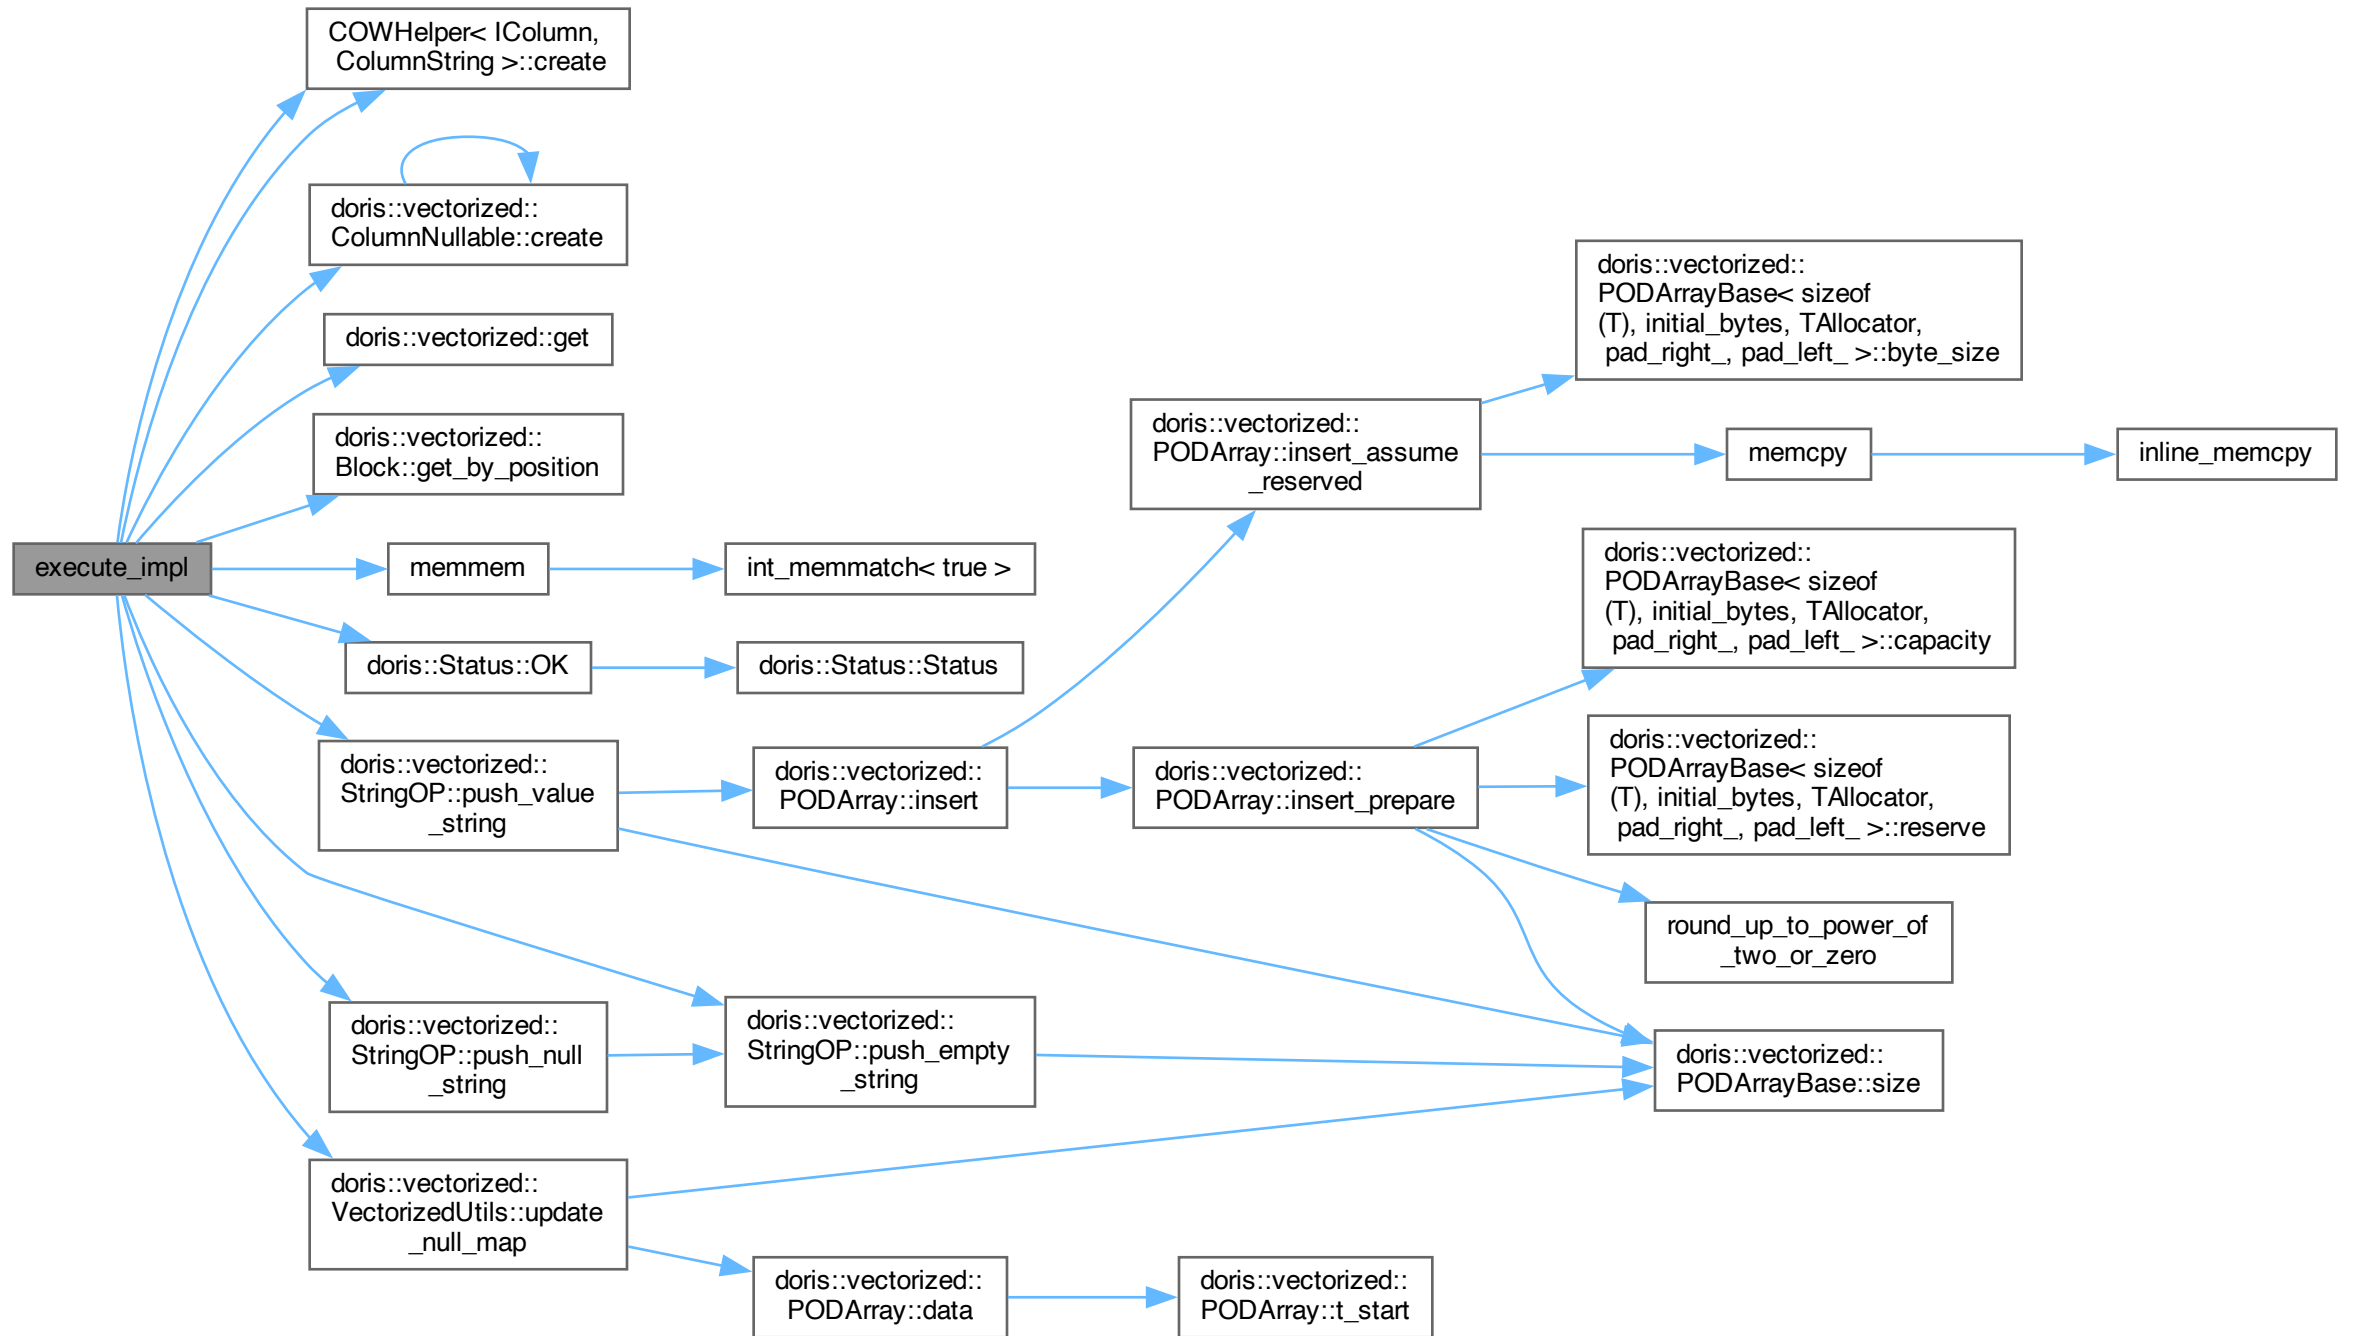 COWHelper< IColumn,
ColumnString >::create
doris::vectorized::
ColumnNullable::create
doris::vectorized::get
doris::vectorized::
Block::get_by_position
execute_impl
memmem
int_memmatch< true >
doris::Status::OK
doris::Status::Status
doris::vectorized::
StringOP::push_value
_string
doris::vectorized::
PODArray::insert
doris::vectorized::
PODArray::insert_assume
_reserved
doris::vectorized::
PODArrayBase< sizeof
(T), initial_bytes, TAllocator,
pad_right_, pad_left_ >::byte_size
memcpy
inline_memcpy
doris::vectorized::
PODArray::insert_prepare
doris::vectorized::
PODArrayBase< sizeof
(T), initial_bytes, TAllocator,
pad_right_, pad_left_ >::capacity
doris::vectorized::
PODArrayBase< sizeof
(T), initial_bytes, TAllocator,
pad_right_, pad_left_ >::reserve
round_up_to_power_of
_two_or_zero
doris::vectorized::
PODArrayBase::size
doris::vectorized::
StringOP::push_null
_string
doris::vectorized::
StringOP::push_empty
_string
doris::vectorized::
VectorizedUtils::update
_null_map
doris::vectorized::
PODArray::data
doris::vectorized::
PODArray::t_start